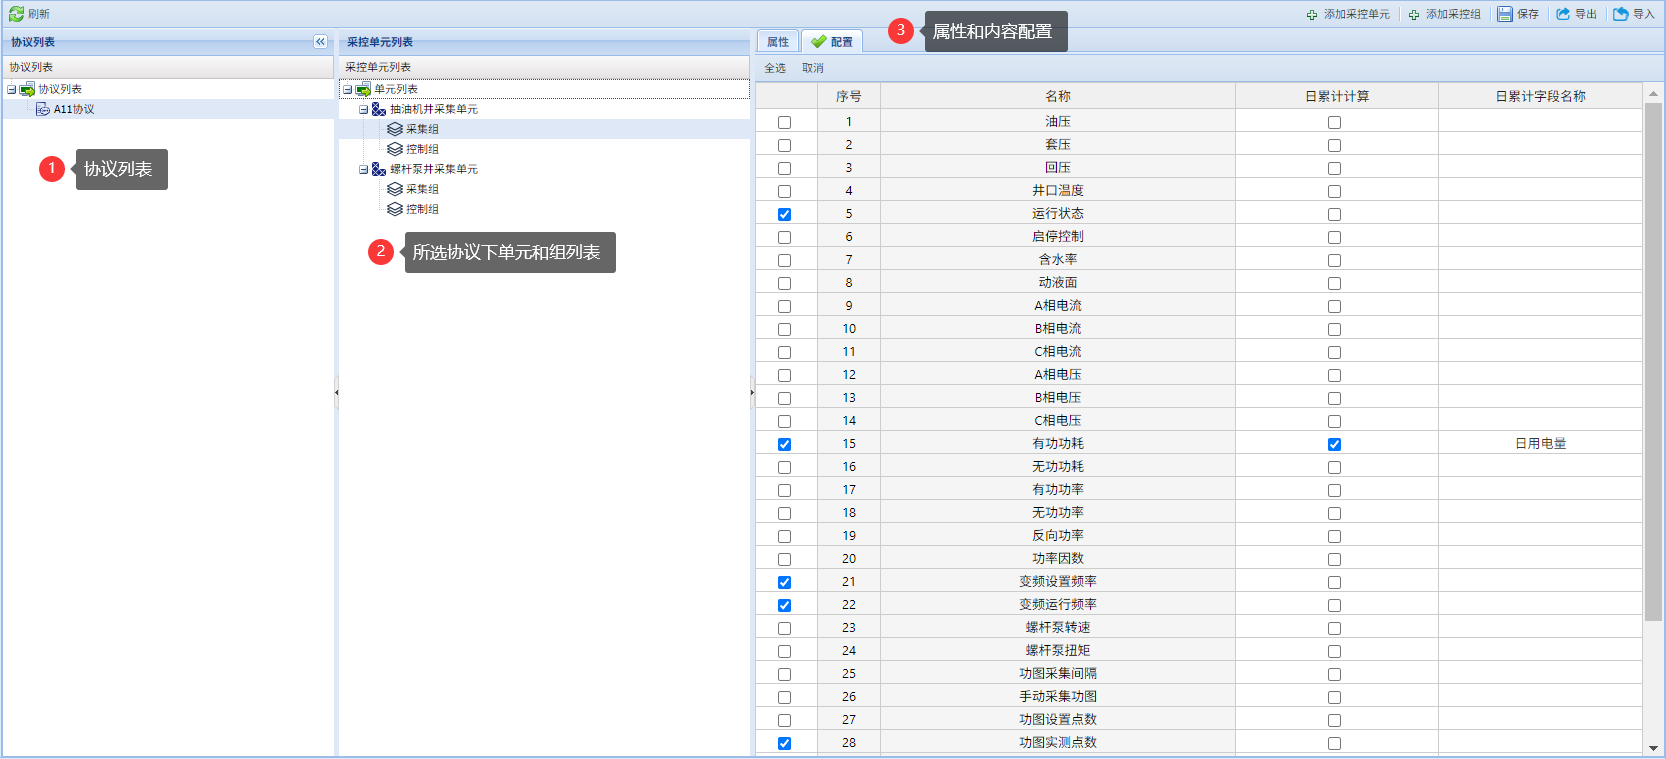 刷新
添加采控单元
添加采控组
保存
导出
导入
协议列表
采控单元列表
属性
配置
3
属性和内容配置
协议列表
采控单元列表
全选
取消
协议列表
A11协议
1
协议列表
单元列表
抽油机井采集单元
采集组
控制组
螺杆泵井采集单元
采集组
控制组
2
所选协议下单元和组列表
序号 名称 日累计计算 日累计字段名称
1 油压
2 套压
3 回压
4 井口温度
5 运行状态
6 启停控制
7 含水率
8 动液面
9 A相电流
10 B相电流
11 C相电流
12 A相电压
13 B相电压
14 C相电压
15 有功功耗 日用电量
16 无功功耗
17 有功功率
18 无功功率
19 反向功率
20 功率因数
21 变频设置频率
22 变频运行频率
23 螺杆泵转速
24 螺杆泵扭矩
25 功图采集间隔
26 手动采集功图
27 功图设置点数
28 功图实测点数